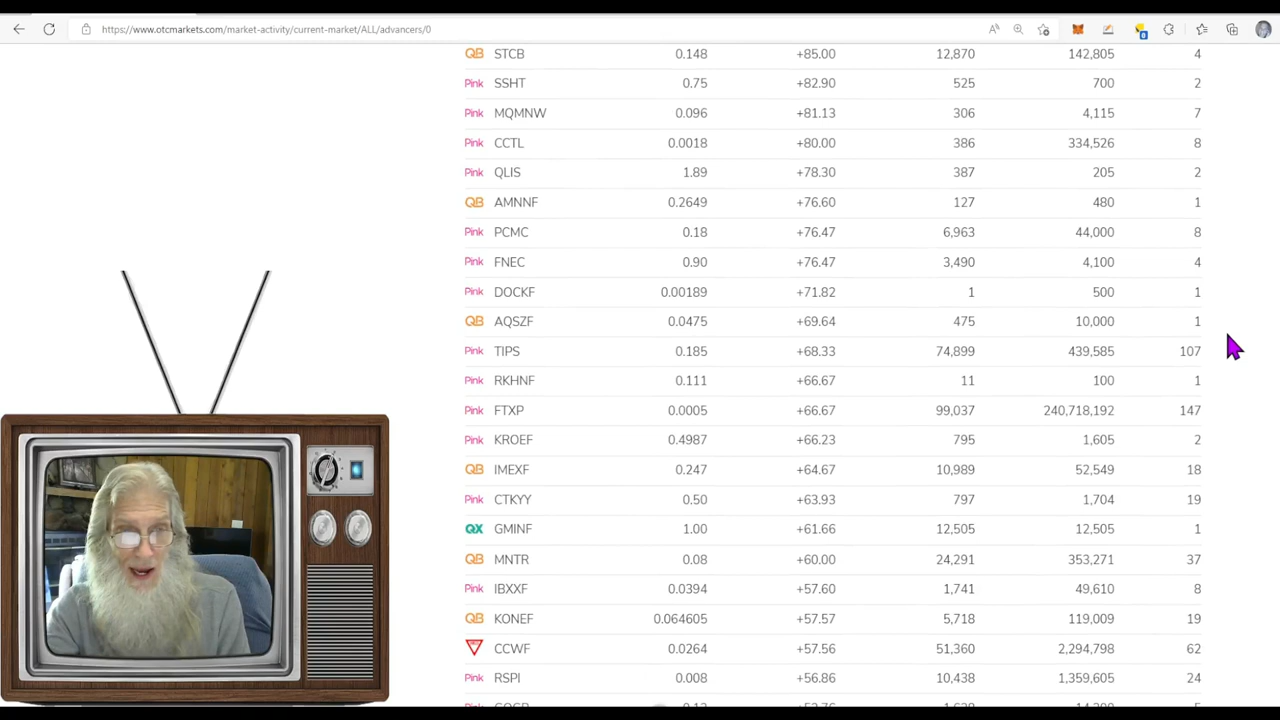 https://www.otcmarkets.com/market-activity/current-market/ALL/advancers/0
QB STCB 0.148 +85.00 12,870 142,805 4
Pink SSHT 0.75 +82.90 525 700 2
Pink MQMNW 0.096 +81.13 306 4,115 7
Pink CCTL 0.0018 +80.00 386 334,526 8
Pink QLIS 1.89 +78.30 387 205 2
QB AMNNF 0.2649 +76.60 127 480 1
Pink PCMC 0.18 +76.47 6,963 44,000 8
Pink FNEC 0.90 +76.47 3,490 4,100 4
Pink DOCKF 0.00189 +71.82 1 500 1
QB AQSZF 0.0475 +69.64 475 10,000 1
Pink TIPS 0.185 +68.33 74,899 439,585 107
Pink RKHNF 0.111 +66.67 11 100 1
Pink FTXP 0.0005 +66.67 99,037 240,718,192 147
Pink KROEF 0.4987 +66.23 795 1,605 2
QB IMEXF 0.247 +64.67 10,989 52,549 18
Pink CTKYY 0.50 +63.93 797 1,704 19
QX GMINF 1.00 +61.66 12,505 12,505 1
QB MNTR 0.08 +60.00 24,291 353,271 37
Pink IBXXF 0.0394 +57.60 1,741 49,610 8
QB KONEF 0.064605 +57.57 5,718 119,009 19
CCWF 0.0264 +57.56 51,360 2,294,798 62
Pink RSPI 0.008 +56.86 10,438 1,359,605 24